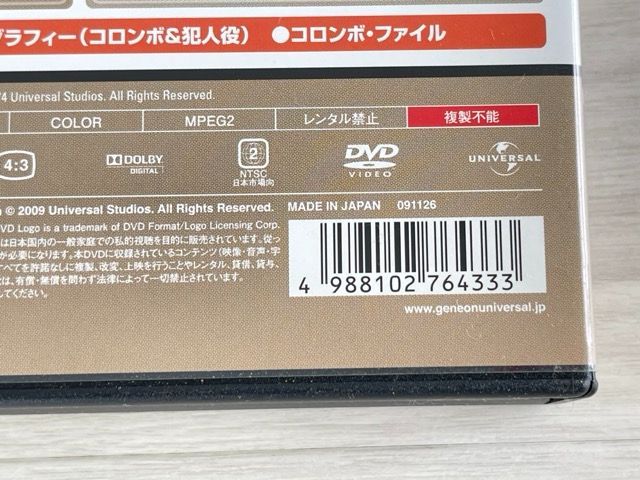 グラフィー（コロンボ&犯人役） ●コロンボ・ファイル
4 Universal Studios. All Rights Reserved.
COLOR MPEG2 レンタル禁止 複製不能
4:3 DOLBY DIGITAL 2 NTSC 日本市場向 DVD VIDEO UNIVERSAL
© 2009 Universal Studios. All Rights Reserved. MADE IN JAPAN 091126
VD Logo is a trademark of DVD Format/Logo Licensing Corp.
は日本国内の一般家庭での私的視聴を目的に販売されています。従っ
が必要になります。本DVDに収録されているコンテンツ(映像・音声・字
すべてを許諾なしに複製、改変、上映を行うことやレンタル、賃借、貸与、
は、有償・無償を問わず法律によって一切禁止されています。
してください。
4 988102 764333
www.geneonuniversal.jp